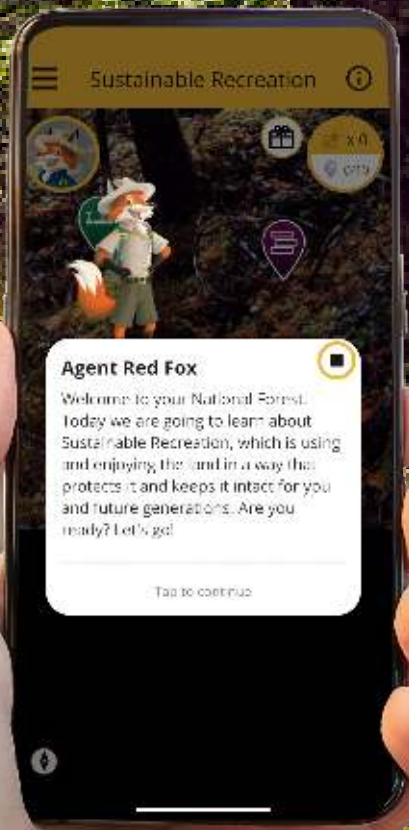 Sustainable Recreation
x 0
Agent Red Fox
Welcome to your National Forest.
Today we are going to learn about
Sustainable Recreation, which is using
and enjoying the land in a way that
protects it and keeps it intact for you
and future generations. Are you
ready? Let's go!
Tap to continue